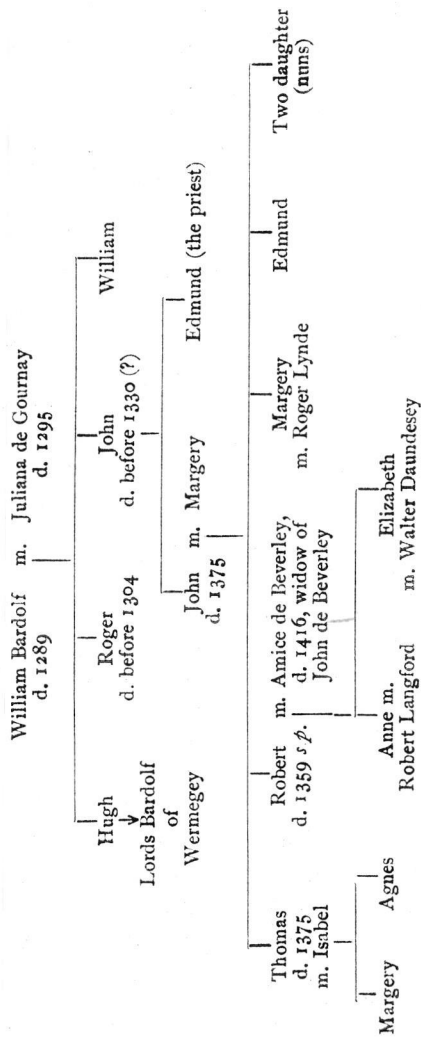 William Bardolf m. Juliana de Gournay
d. 1289 d. 1295
Hugh Roger John William
d. before 1304 d. before 1330 (?)
Lords Bardolf
of
Wermegey
John m. Margery Edmund (the priest)
d. 1375
Thomas
d. 1375
m. Isabel
Robert m. Amice de Beverley,
d. 1359 s.p. d. 1416, widow of
John de Beverley
Margery
m. Roger Lynde
Edmund
Two daughter
(nuns)
Margery Agnes
Anne m.
Robert Langford
Elizabeth
m. Walter Daundesey